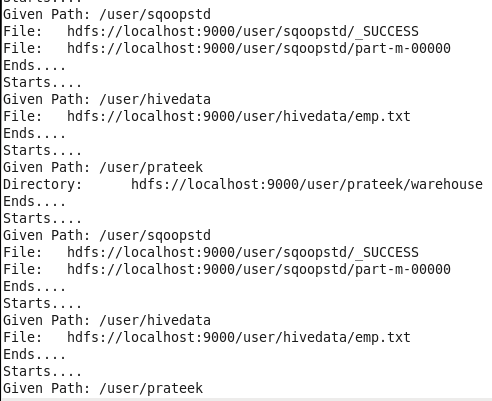 Starts....
Given Path: /user/sqoopstd
File:   hdfs://localhost:9000/user/sqoopstd/_SUCCESS
File:   hdfs://localhost:9000/user/sqoopstd/part-m-00000
Ends....
Starts....
Given Path: /user/hivedata
File:   hdfs://localhost:9000/user/hivedata/emp.txt
Ends....
Starts....
Given Path: /user/prateek
Directory:      hdfs://localhost:9000/user/prateek/warehouse
Ends....
Starts....
Given Path: /user/sqoopstd
File:   hdfs://localhost:9000/user/sqoopstd/_SUCCESS
File:   hdfs://localhost:9000/user/sqoopstd/part-m-00000
Ends....
Starts....
Given Path: /user/hivedata
File:   hdfs://localhost:9000/user/hivedata/emp.txt
Ends....
Starts....
Given Path: /user/prateek